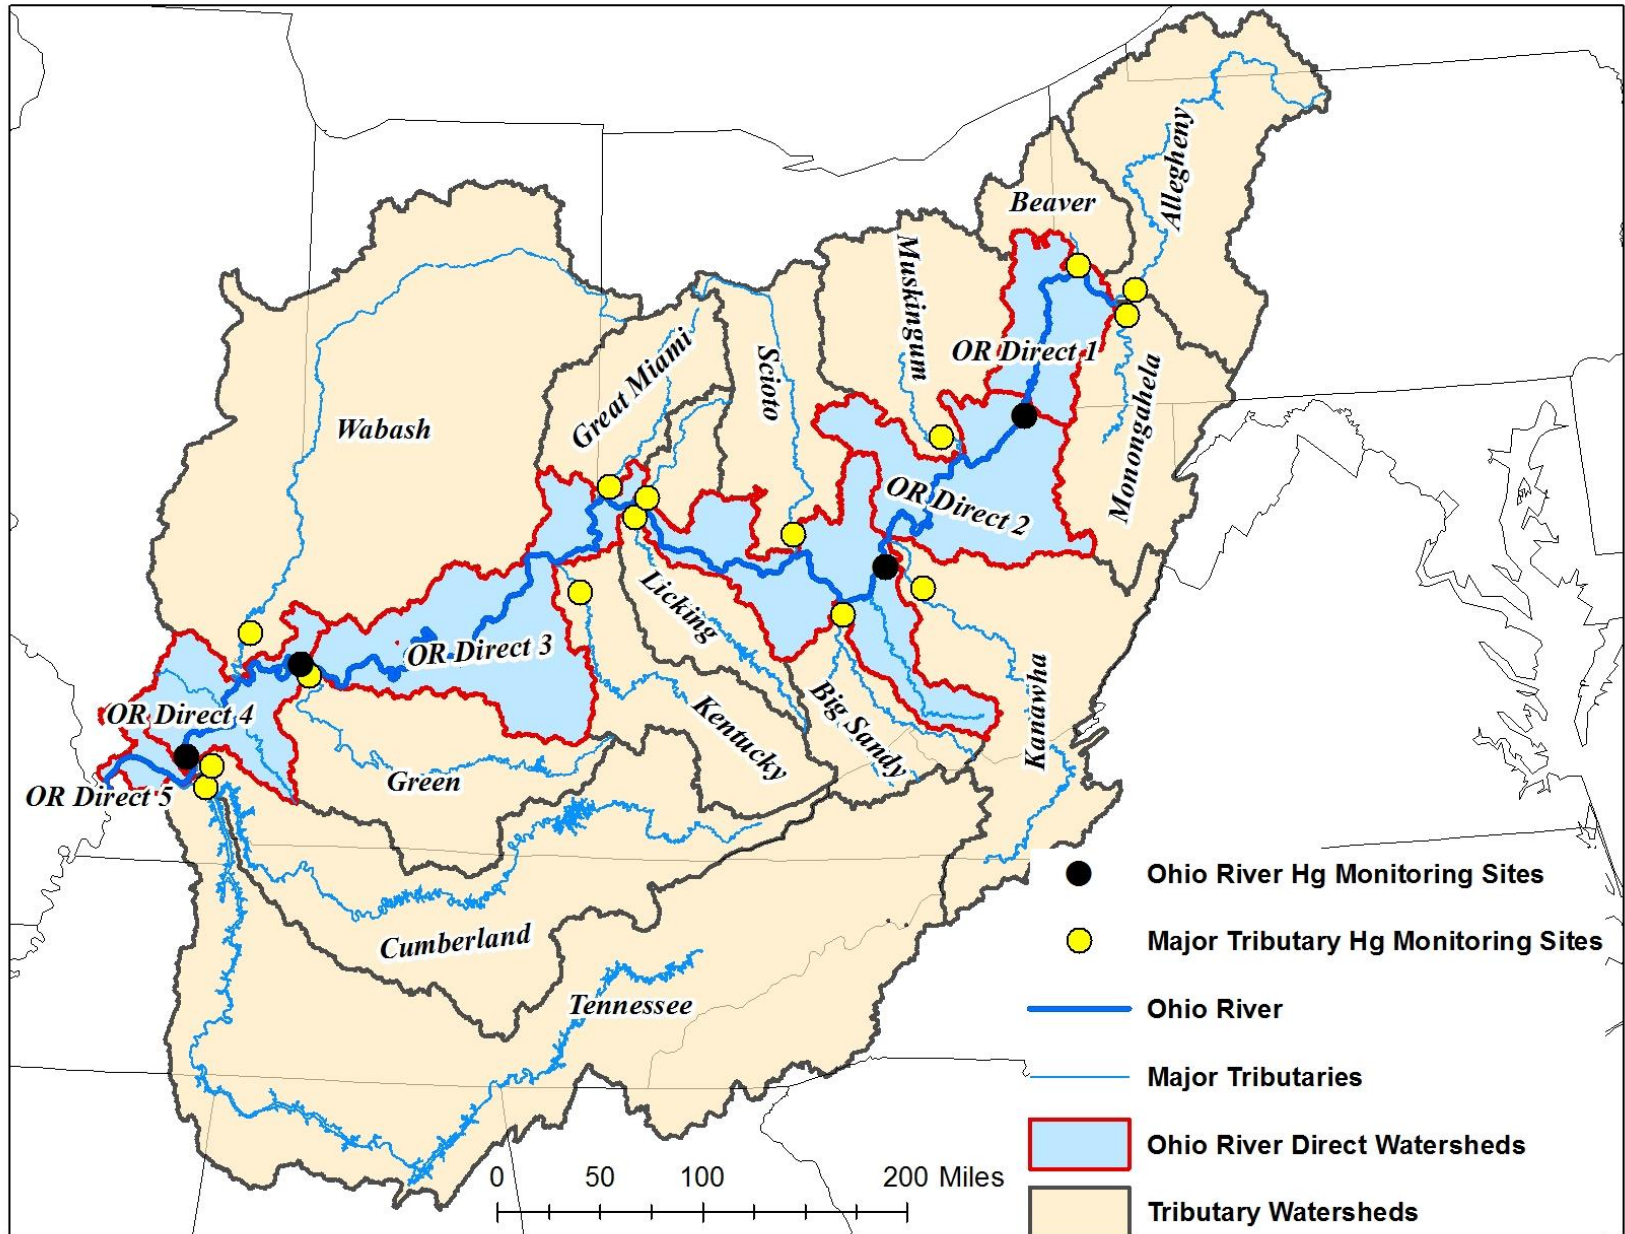 Allegheny
Beaver
Muskingum
OR Direct 1
Monongahela
Great Miami
Scioto
Wabash
OR Direct 2
Licking
OR Direct 3
Kentucky
Big Sandy
Kanawha
OR Direct 4
Green
OR Direct 5
Cumberland
Tennessee
Ohio River Hg Monitoring Sites
Major Tributary Hg Monitoring Sites
Ohio River
Major Tributaries
Ohio River Direct Watersheds
Tributary Watersheds
0 50 100 200 Miles